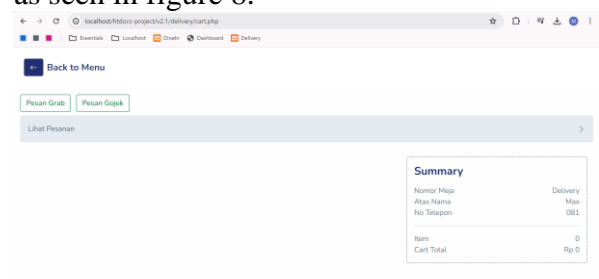 as seen in figure 8.
localhost/htdocs-project/v2.1/delivery/cart.php
Essentials Localhost DineIn Dashboard Delivery
Back to Menu
Pesan Grab Pesan Gojek
Lihat Pesanan
Summary
Nomor Meja Delivery
Atas Nama Max
No Telepon 081
Item 0
Cart Total Rp 0